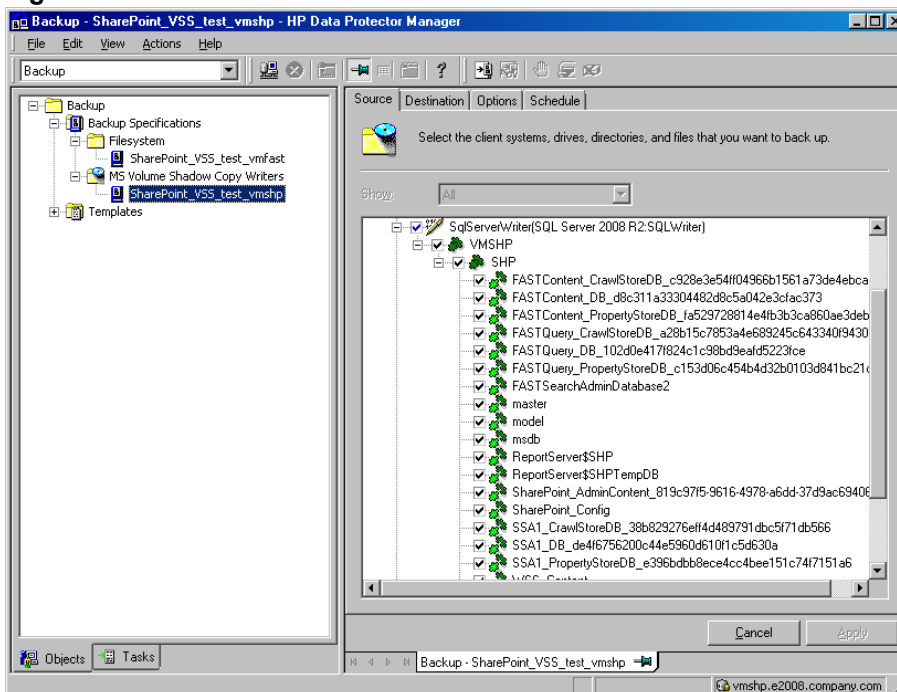 Backup - SharePoint_VSS_test_vmshp - HP Data Protector Manager
File Edit View Actions Help
Backup
Backup
Backup Specifications
Filesystem
SharePoint_VSS_test_vmfast
MS Volume Shadow Copy Writers
SharePoint_VSS_test_vmshp
Templates
Objects Tasks
Source Destination Options Schedule
Select the client systems, drives, directories, and files that you want to back up.
Show: All
SqlServerWriter(SQL Server 2008 R2:SQLWriter)
VMSHP
SHP
FASTContent_CrawlStoreDB_c928e3e54ff04966b1561a73de4ebca
FASTContent_DB_d8c311a33304482d8c5a042e3cfac373
FASTContent_PropertyStoreDB_fa529728814e4fb3b3ca860ae3deb
FASTQuery_CrawlStoreDB_a28b15c7853a4e689245c643340f9430
FASTQuery_DB_102d0e417f824c1c98bd9eafd5223fce
FASTQuery_PropertyStoreDB_c153d06c454b4d32b0103d841bc21c
FASTSearchAdminDatabase2
master
model
msdb
ReportServer$SHP
ReportServer$SHPTempDB
SharePoint_AdminContent_819c97f5-9616-4978-a6dd-37d9ac69406
SharePoint_Config
SSA1_CrawlStoreDB_38b829276eff4d489791dbc5f71db566
SSA1_DB_de4f6756200c44e5960d610f1c5d630a
SSA1_PropertyStoreDB_e396bdbb8ece4cc4bee151c74f7151a6
WSS_Content
Cancel Apply
Backup - SharePoint_VSS_test_vmshp
vmshp.e2008.company.com